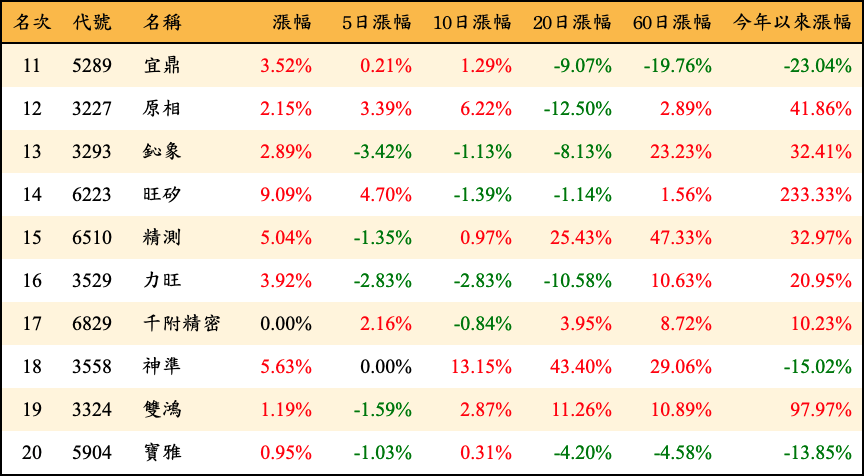 名次 代號 名稱 漲幅 5日漲幅 10日漲幅 20日漲幅 60日漲幅 今年以來漲幅
11 5289 宜鼎 3.52% 0.21% 1.29% -9.07% -19.76% -23.04%
12 3227 原相 2.15% 3.39% 6.22% -12.50% 2.89% 41.86%
13 3293 鈊象 2.89% -3.42% -1.13% -8.13% 23.23% 32.41%
14 6223 旺矽 9.09% 4.70% -1.39% -1.14% 1.56% 233.33%
15 6510 精測 5.04% -1.35% 0.97% 25.43% 47.33% 32.97%
16 3529 力旺 3.92% -2.83% -2.83% -10.58% 10.63% 20.95%
17 6829 千附精密 0.00% 2.16% -0.84% 3.95% 8.72% 10.23%
18 3558 神準 5.63% 0.00% 13.15% 43.40% 29.06% -15.02%
19 3324 雙鴻 1.19% -1.59% 2.87% 11.26% 10.89% 97.97%
20 5904 寶雅 0.95% -1.03% 0.31% -4.20% -4.58% -13.85%